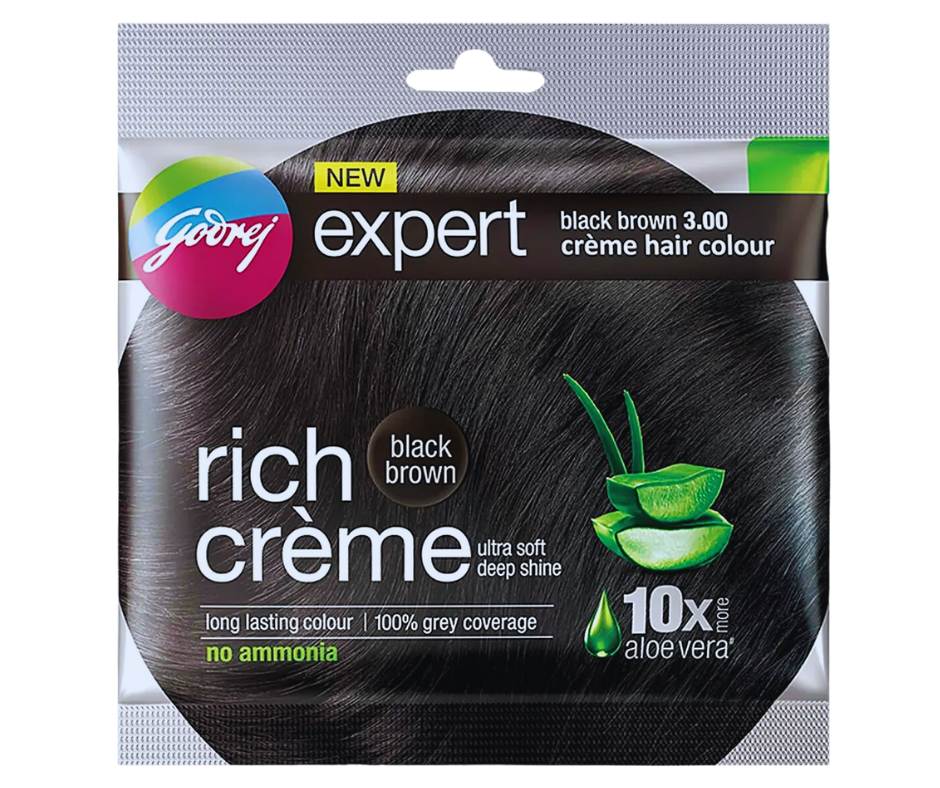 NEW
Godrej
expert
black brown 3.00
crème hair colour
rich
crème
black
brown
ultra soft
deep shine
long lasting colour | 100% grey coverage
no ammonia
10x more
aloe vera#